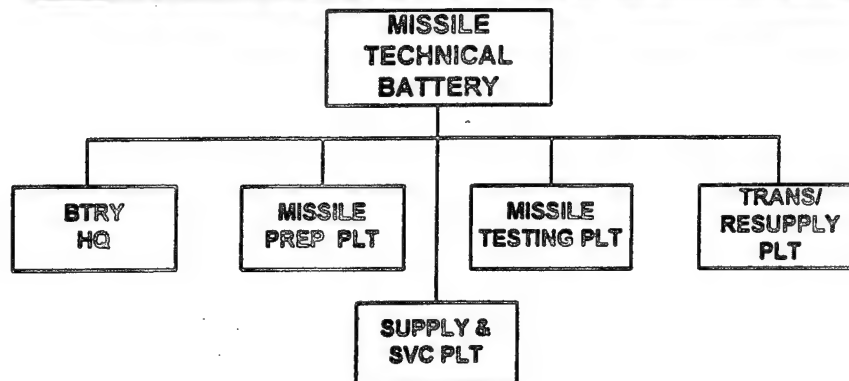 MISSILE
TECHNICAL
BATTERY
BTRY
HQ
MISSILE
PREP PLT
MISSILE
TESTING PLT
TRANS/
RESUPPLY
PLT
SUPPLY &
SVC PLT